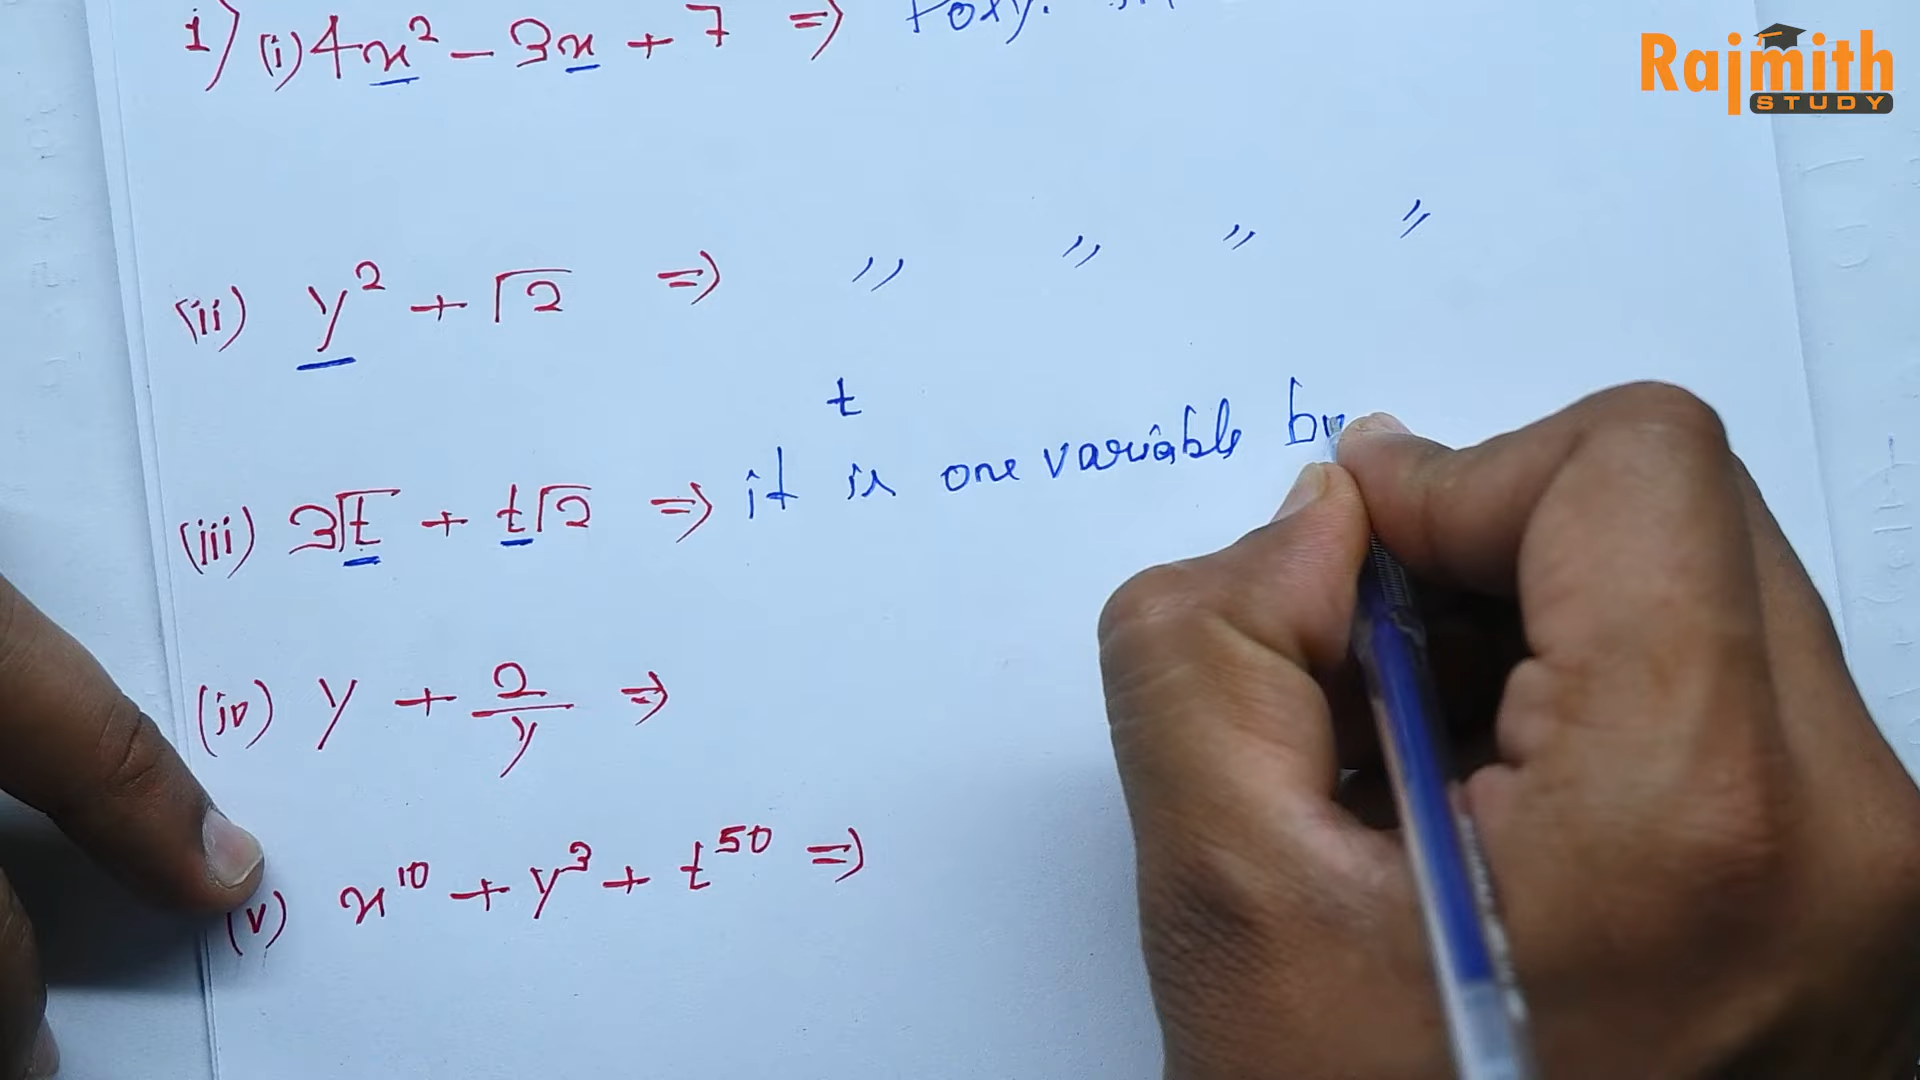 1) (i) 4x² - 3x + 7 ⇒ Poly.
Rajmith
STUDY
(ii) y² + √2 ⇒ " " " "
t
(iii) 3√t + t√2 ⇒ it is one variable bu
(iv) y + 2/y ⇒
(v) x¹⁰ + y³ + t⁵⁰ ⇒